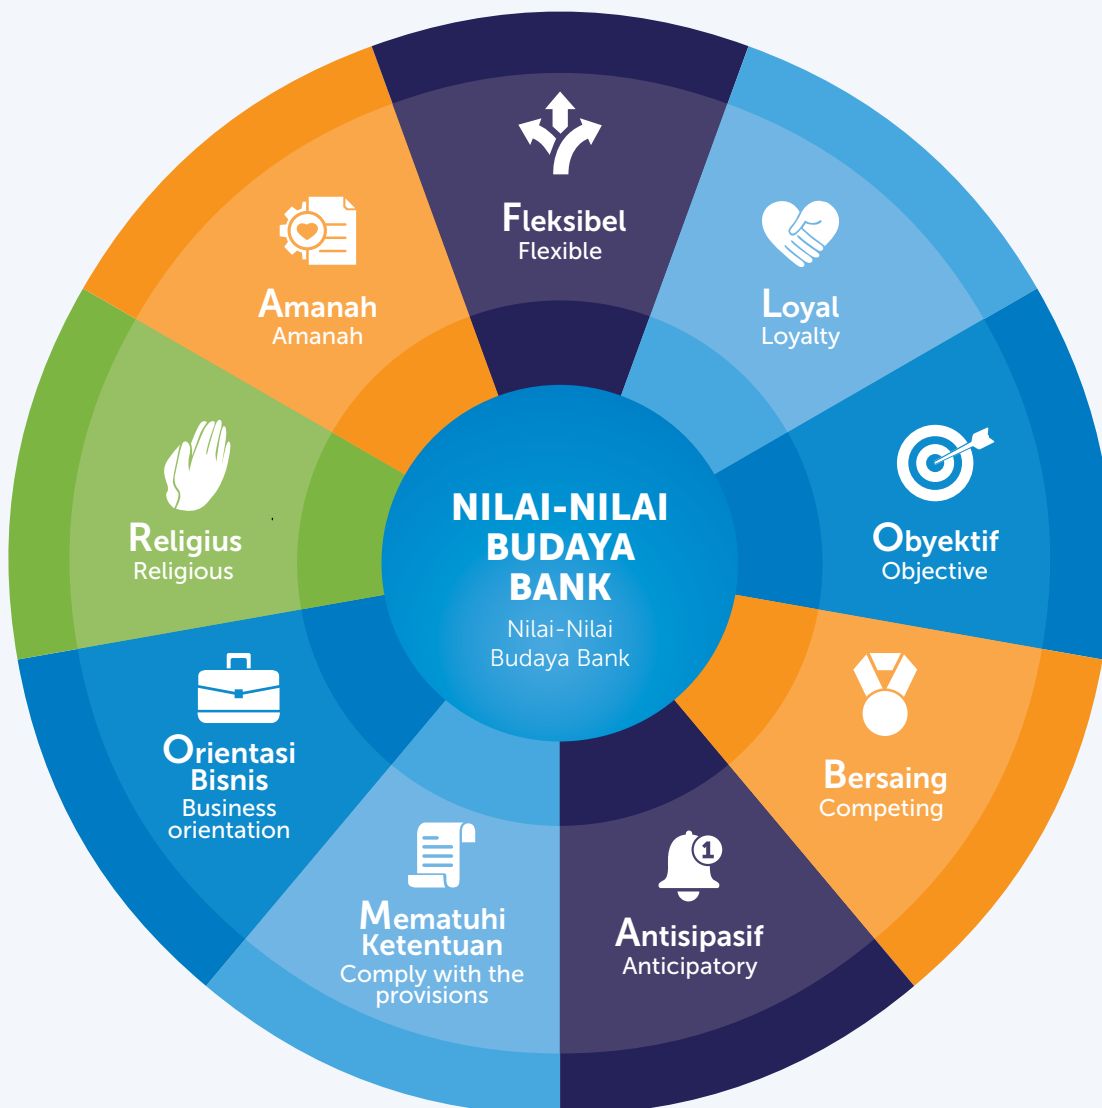 Fleksibel
Flexible
Loyal
Loyalty
Obyektif
Objective
Bersaing
Competing
1
Antisipasif
Anticipatory
Mematuhi
Ketentuan
Comply with the
provisions
Orientasi
Bisnis
Business
orientation
Religius
Religious
Amanah
Amanah
NILAI-NILAI
BUDAYA
BANK
Nilai-Nilai
Budaya Bank